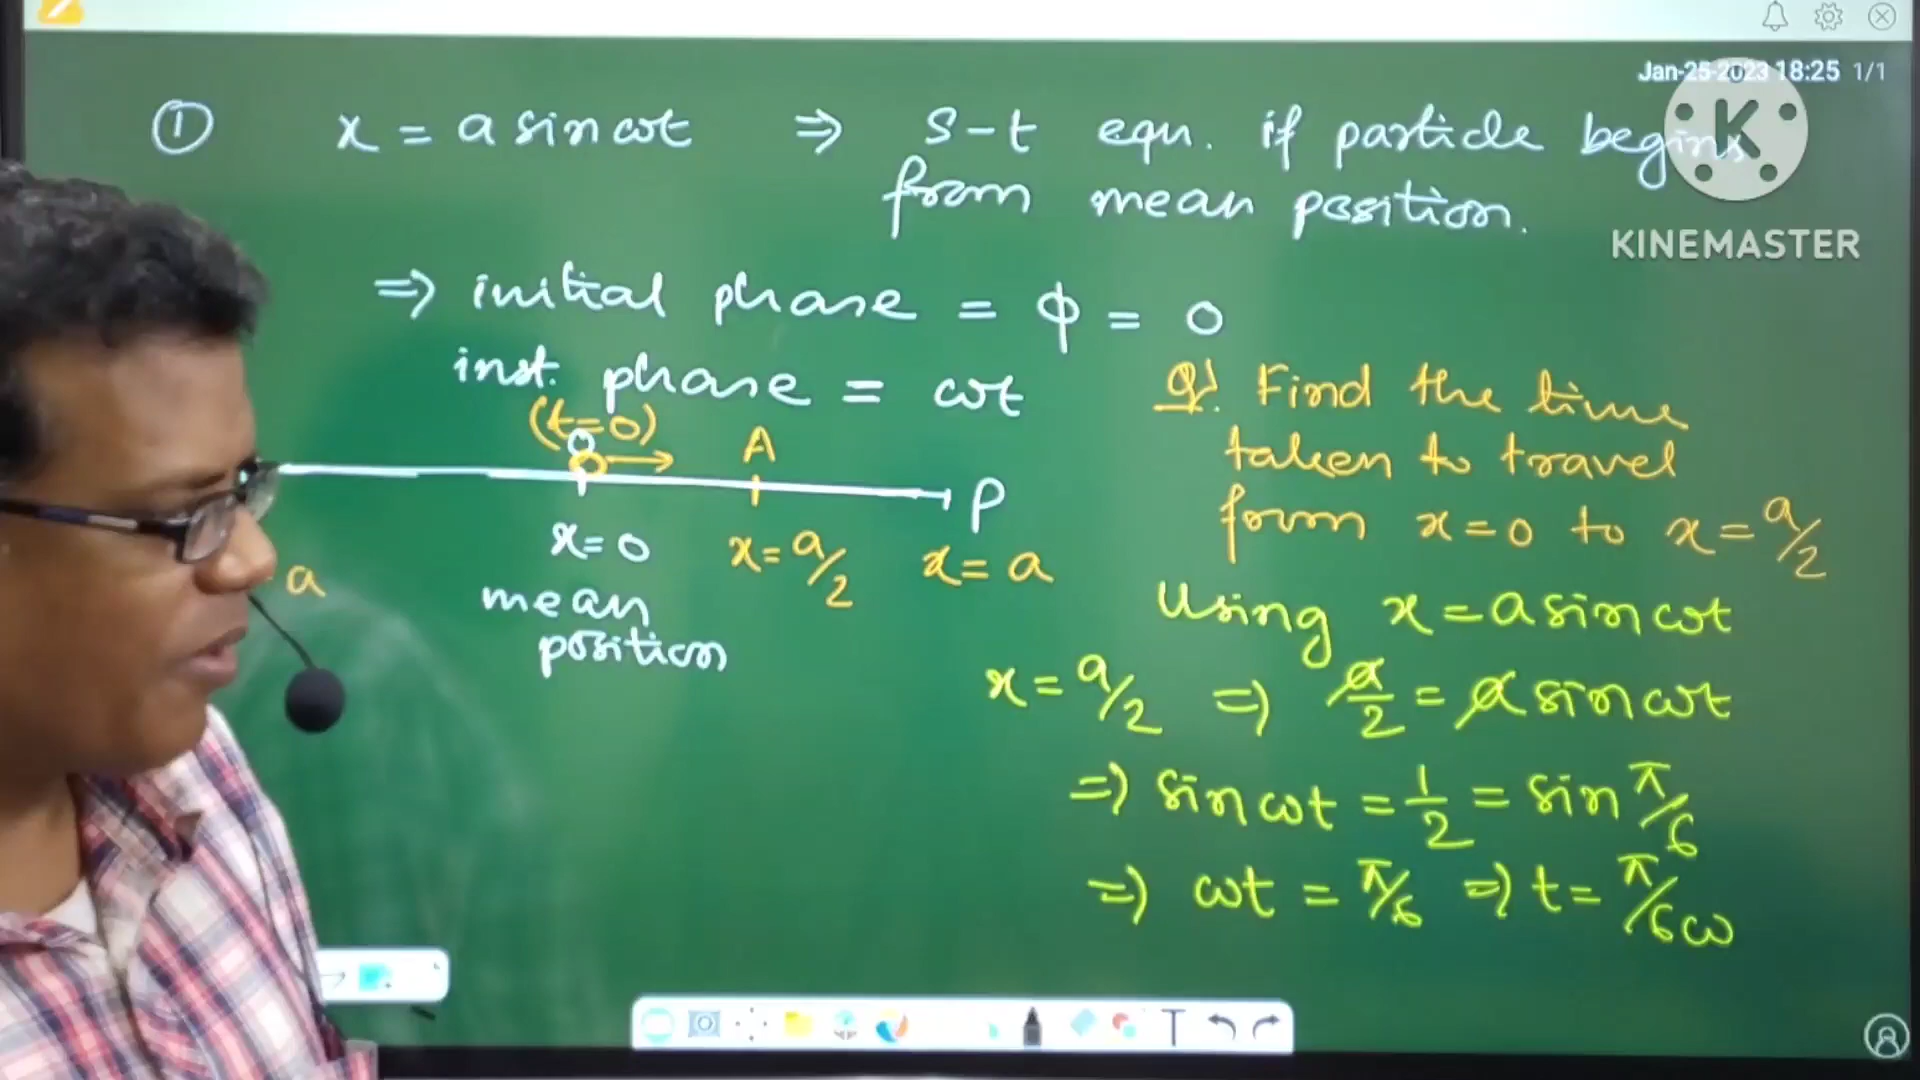 Jan-25-2023 18:25 1/1
① x = a sin ωt ⇒ s-t equn. if particle begins
from mean position.
KINEMASTER
⇒ initial phase = ϕ = 0
inst. phase = ωt
(t=0)
O
A
P
x=0
x=a/2
x=a
a
mean
position
Q. Find the time
taken to travel
form x=0 to x=a/2
Using x=a sin ωt
x=a/2 ⇒ a/2 = a sin ωt
⇒ sin ωt = 1/2 = sin π/6
⇒ ωt = π/6 ⇒ t = π/6ω
T